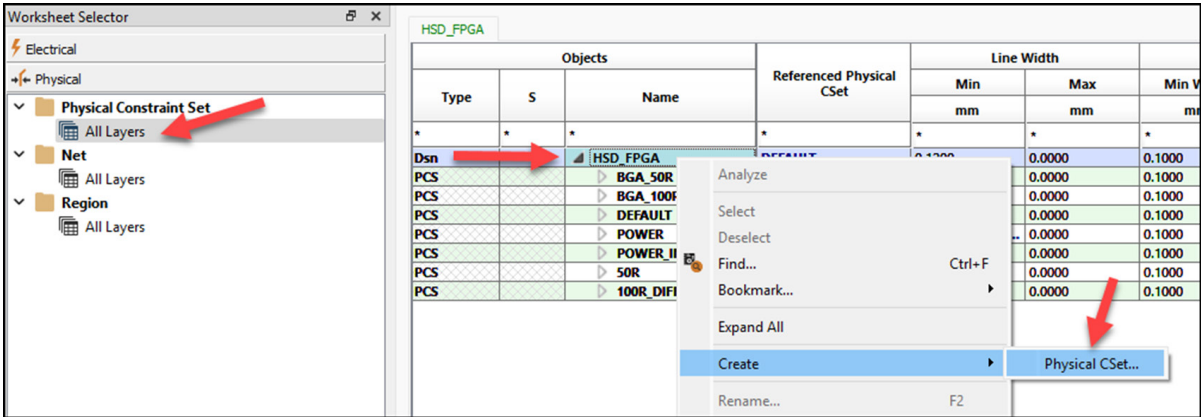 Worksheet Selector
Electrical
Physical
Physical Constraint Set
All Layers
Net
All Layers
Region
All Layers
HSD_FPGA
Objects
Referenced Physical CSet
Line Width
Type
S
Name
Min
Max
Min
mm
mm
* * * * * * *
Dsn HSD_FPGA 0.0000 0.1000
PCS BGA_50R 0.0000 0.1000
PCS 0.0000 0.1000
PCS DEFAULT 0.0000 0.1000
PCS POWER 0.0000 0.1000
PCS 0.0000 0.1000
PCS 50R 0.0000 0.1000
PCS 0.0000 0.1000
Analyze
Select
Deselect
Find... Ctrl+F
Bookmark...
Expand All
Create
Physical CSet...
Rename... F2